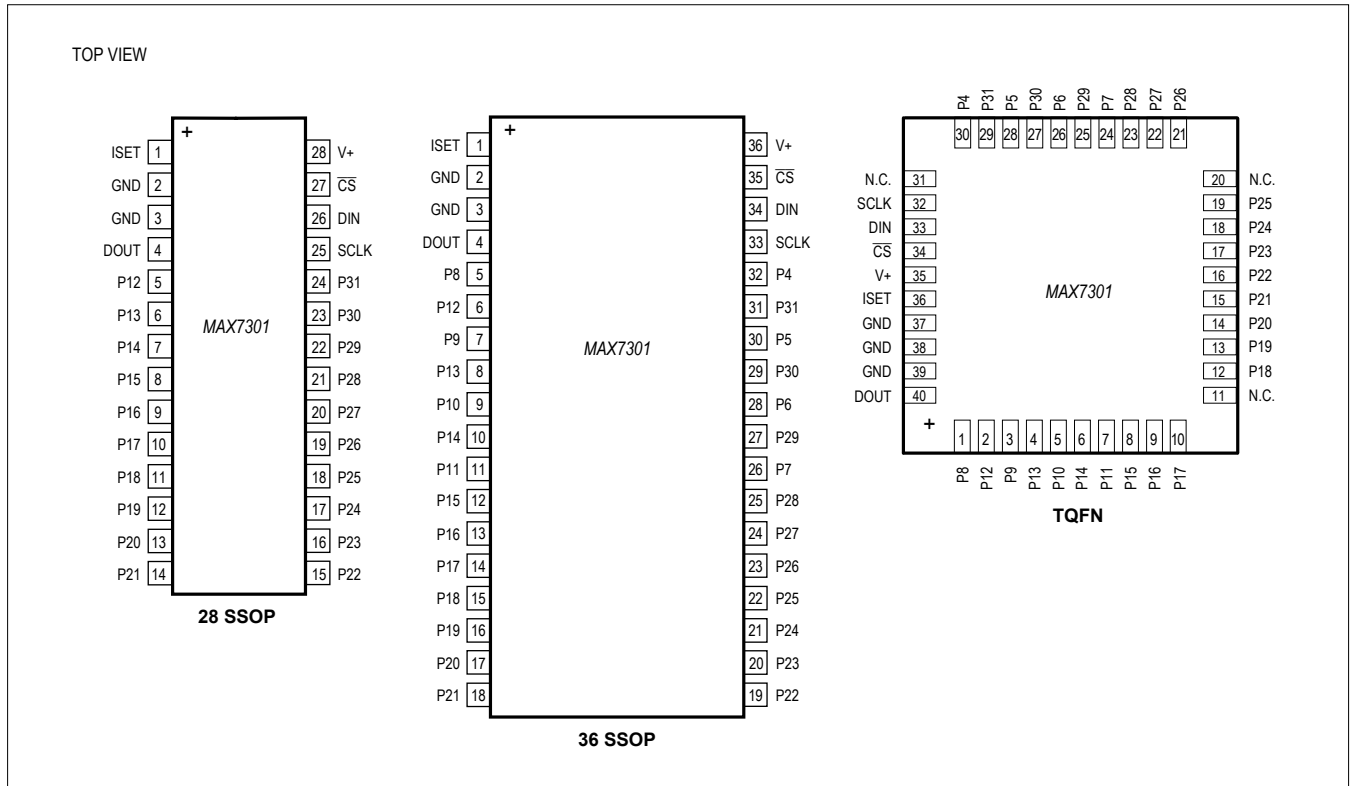 TOP VIEW
+
ISET 1
GND 2
GND 3
DOUT 4
P12 5
P13 6
P14 7
P15 8
P16 9
P17 10
P18 11
P19 12
P20 13
P21 14
MAX7301
28 V+
27 CS
26 DIN
25 SCLK
24 P31
23 P30
22 P29
21 P28
20 P27
19 P26
18 P25
17 P24
16 P23
15 P22
28 SSOP
+
ISET 1
GND 2
GND 3
DOUT 4
P8 5
P12 6
P9 7
P13 8
P10 9
P14 10
P11 11
P15 12
P16 13
P17 14
P18 15
P19 16
P20 17
P21 18
MAX7301
36 V+
35 CS
34 DIN
33 SCLK
32 P4
31 P31
30 P5
29 P30
28 P6
27 P29
26 P7
25 P28
24 P27
23 P26
22 P25
21 P24
20 P23
19 P22
36 SSOP
P4 P31 P5 P30 P6 P29 P7 P28 P27 P26
30 29 28 27 26 25 24 23 22 21
N.C. 31
SCLK 32
DIN 33
CS 34
V+ 35
ISET 36
GND 37
GND 38
GND 39
DOUT 40
MAX7301
20 N.C.
19 P25
18 P24
17 P23
16 P22
15 P21
14 P20
13 P19
12 P18
11 N.C.
+
1 2 3 4 5 6 7 8 9 10
P8 P12 P9 P13 P10 P14 P11 P15 P16 P17
TQFN